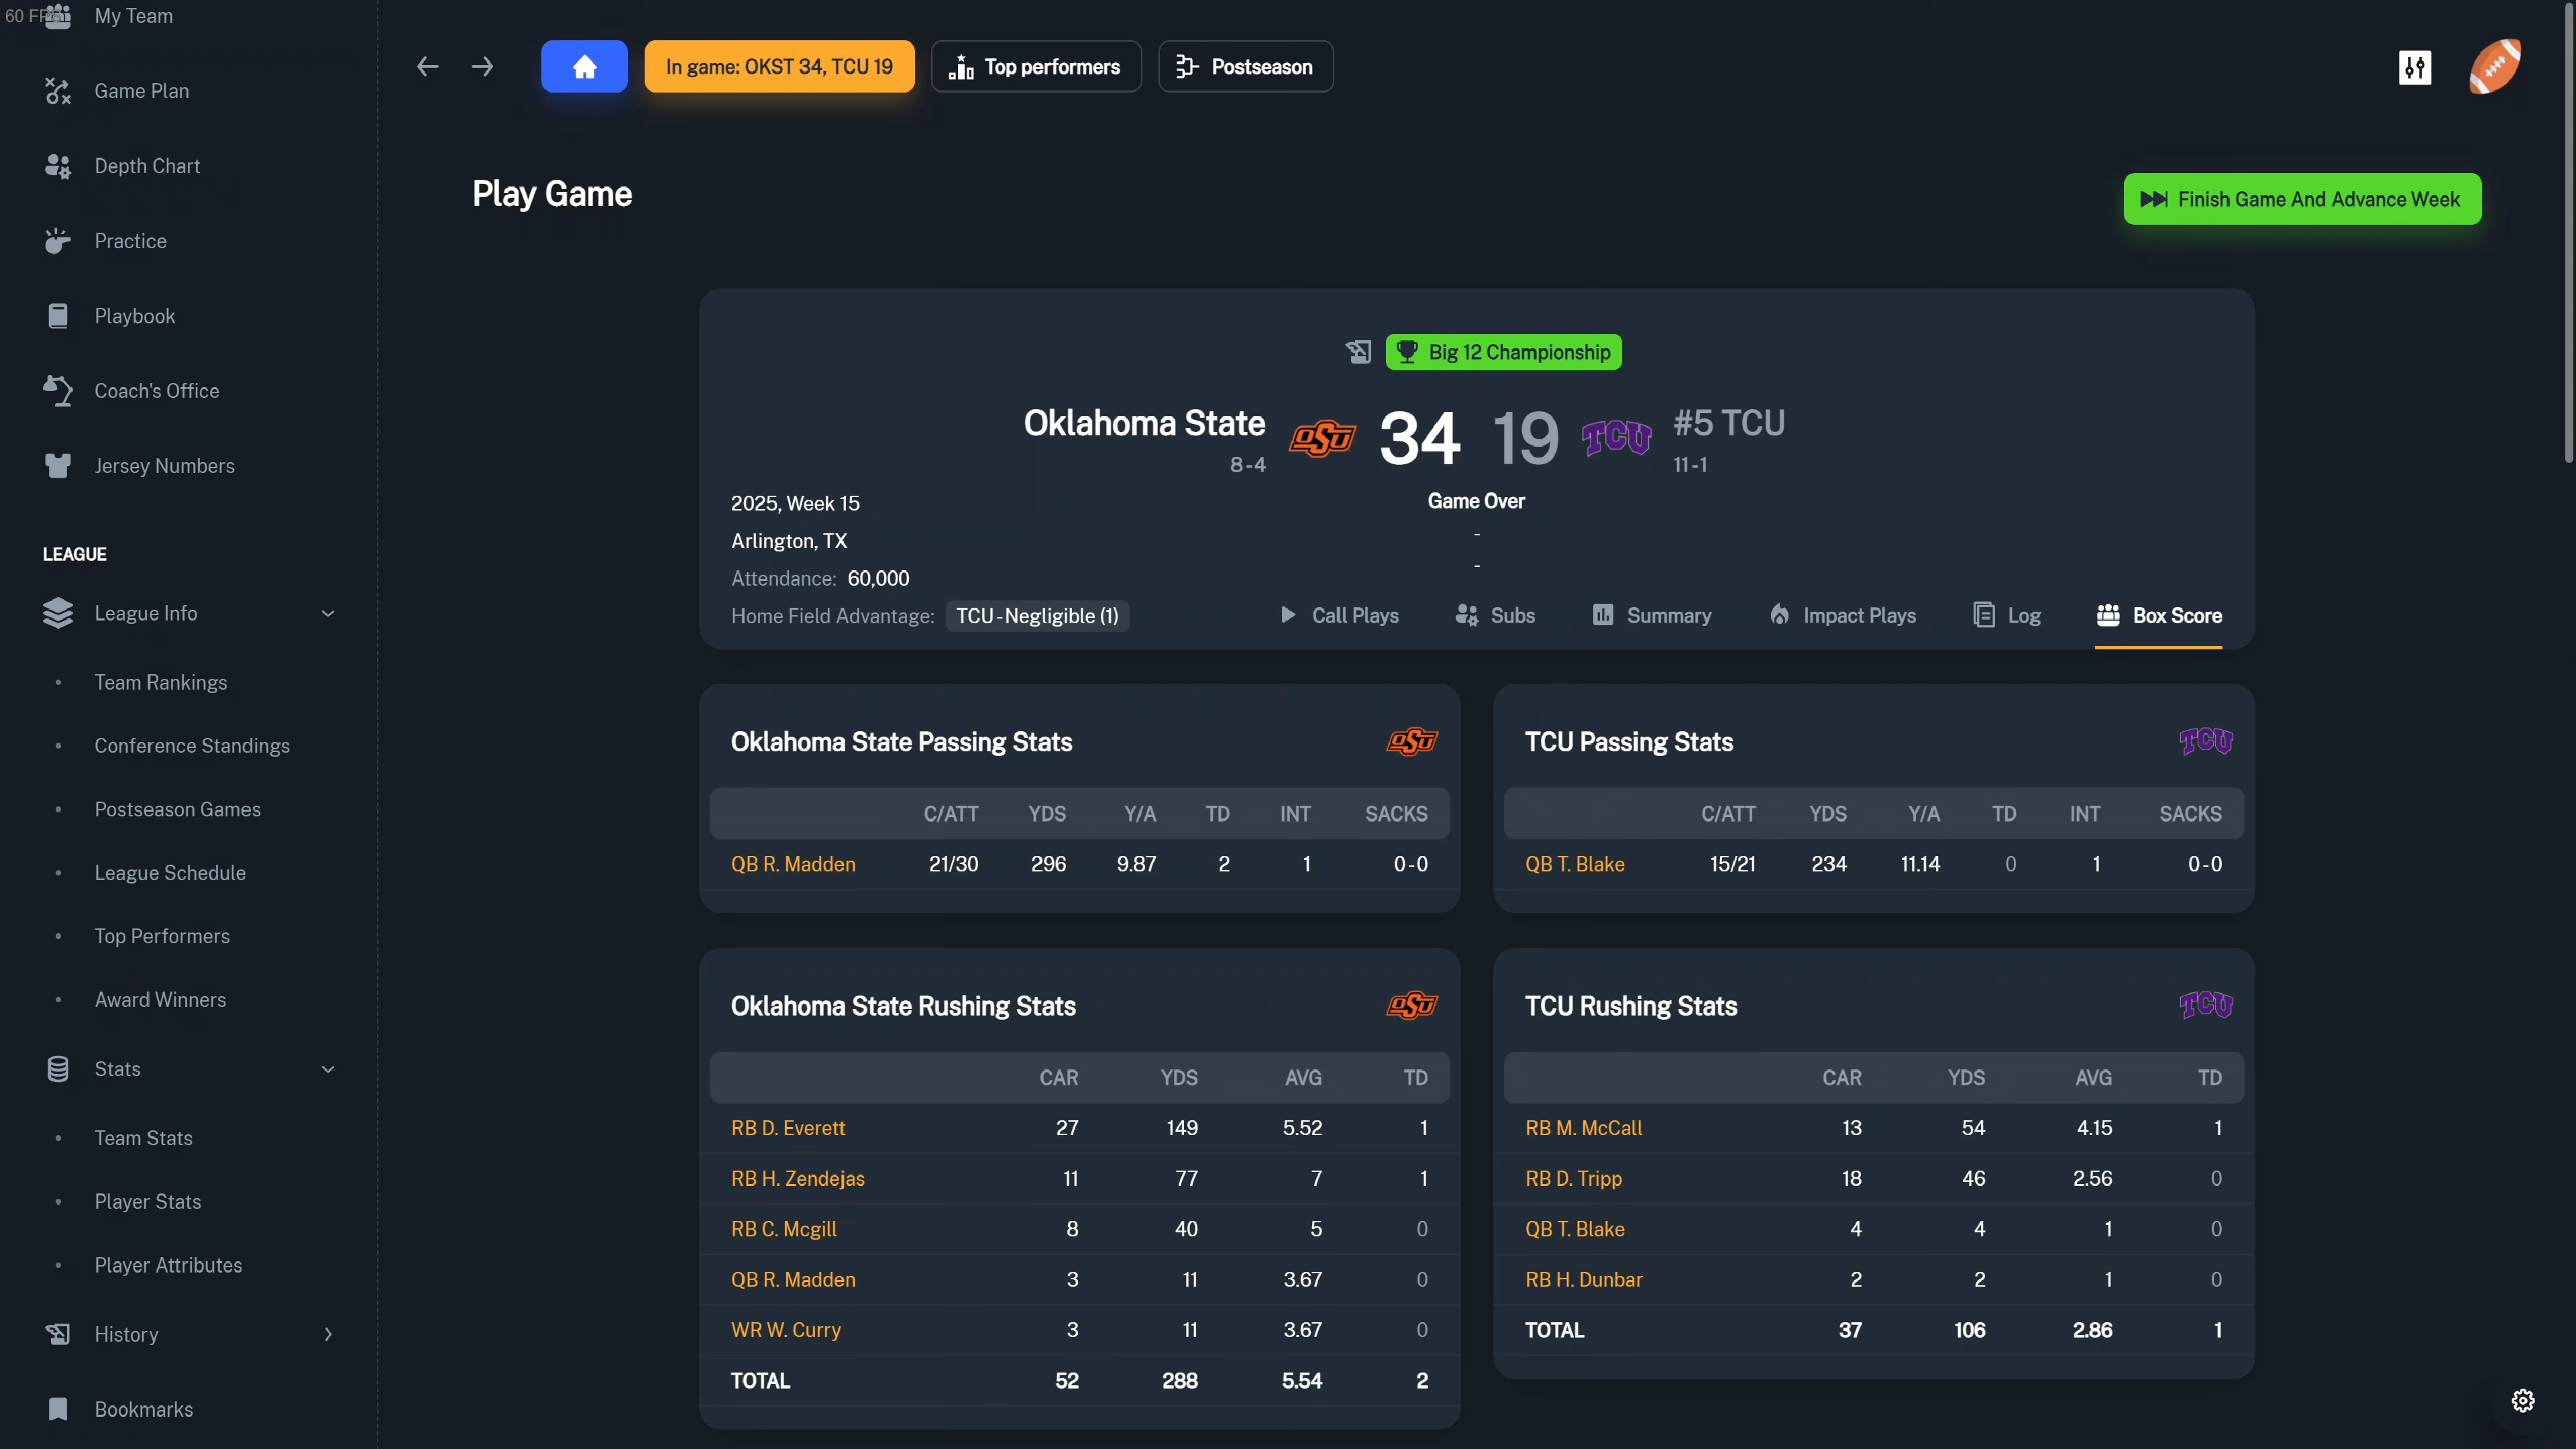 60 FPS
My Team
Game Plan
Depth Chart
Practice
Playbook
Coach's Office
Jersey Numbers
LEAGUE
League Info
Team Rankings
Conference Standings
Postseason Games
League Schedule
Top Performers
Award Winners
Stats
Team Stats
Player Stats
Player Attributes
History
Bookmarks
In game: OKST 34, TCU 19
Top performers
Postseason
Play Game
Finish Game And Advance Week
Big 12 Championship
Oklahoma State
8-4
OSU
34 19
TCU
#5 TCU
11-1
2025, Week 15
Arlington, TX
Attendance: 60,000
Home Field Advantage: TCU - Negligible (1)
Game Over
-
-
Call Plays Subs Summary Impact Plays Log Box Score
Oklahoma State Passing Stats OSU
C/ATT YDS Y/A TD INT SACKS
QB R. Madden 21/30 296 9.87 2 1 0-0
TCU Passing Stats TCU
C/ATT YDS Y/A TD INT SACKS
QB T. Blake 15/21 234 11.14 0 1 0-0
Oklahoma State Rushing Stats OSU
CAR YDS AVG TD
RB D. Everett 27 149 5.52 1
RB H. Zendejas 11 77 7 1
RB C. Mcgill 8 40 5 0
QB R. Madden 3 11 3.67 0
WR W. Curry 3 11 3.67 0
TOTAL 52 288 5.54 2
TCU Rushing Stats TCU
CAR YDS AVG TD
RB M. McCall 13 54 4.15 1
RB D. Tripp 18 46 2.56 0
QB T. Blake 4 4 1 0
RB H. Dunbar 2 2 1 0
TOTAL 37 106 2.86 1